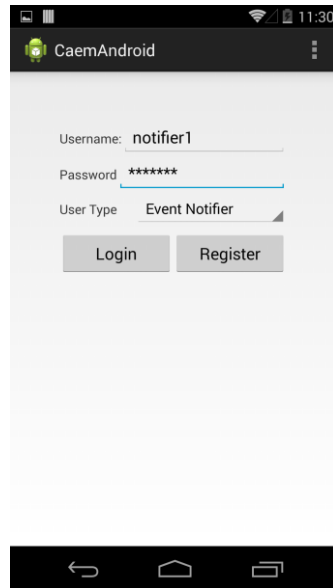 11:30
CaemAndroid
Username: notifier1
Password *******
User Type Event Notifier
Login Register